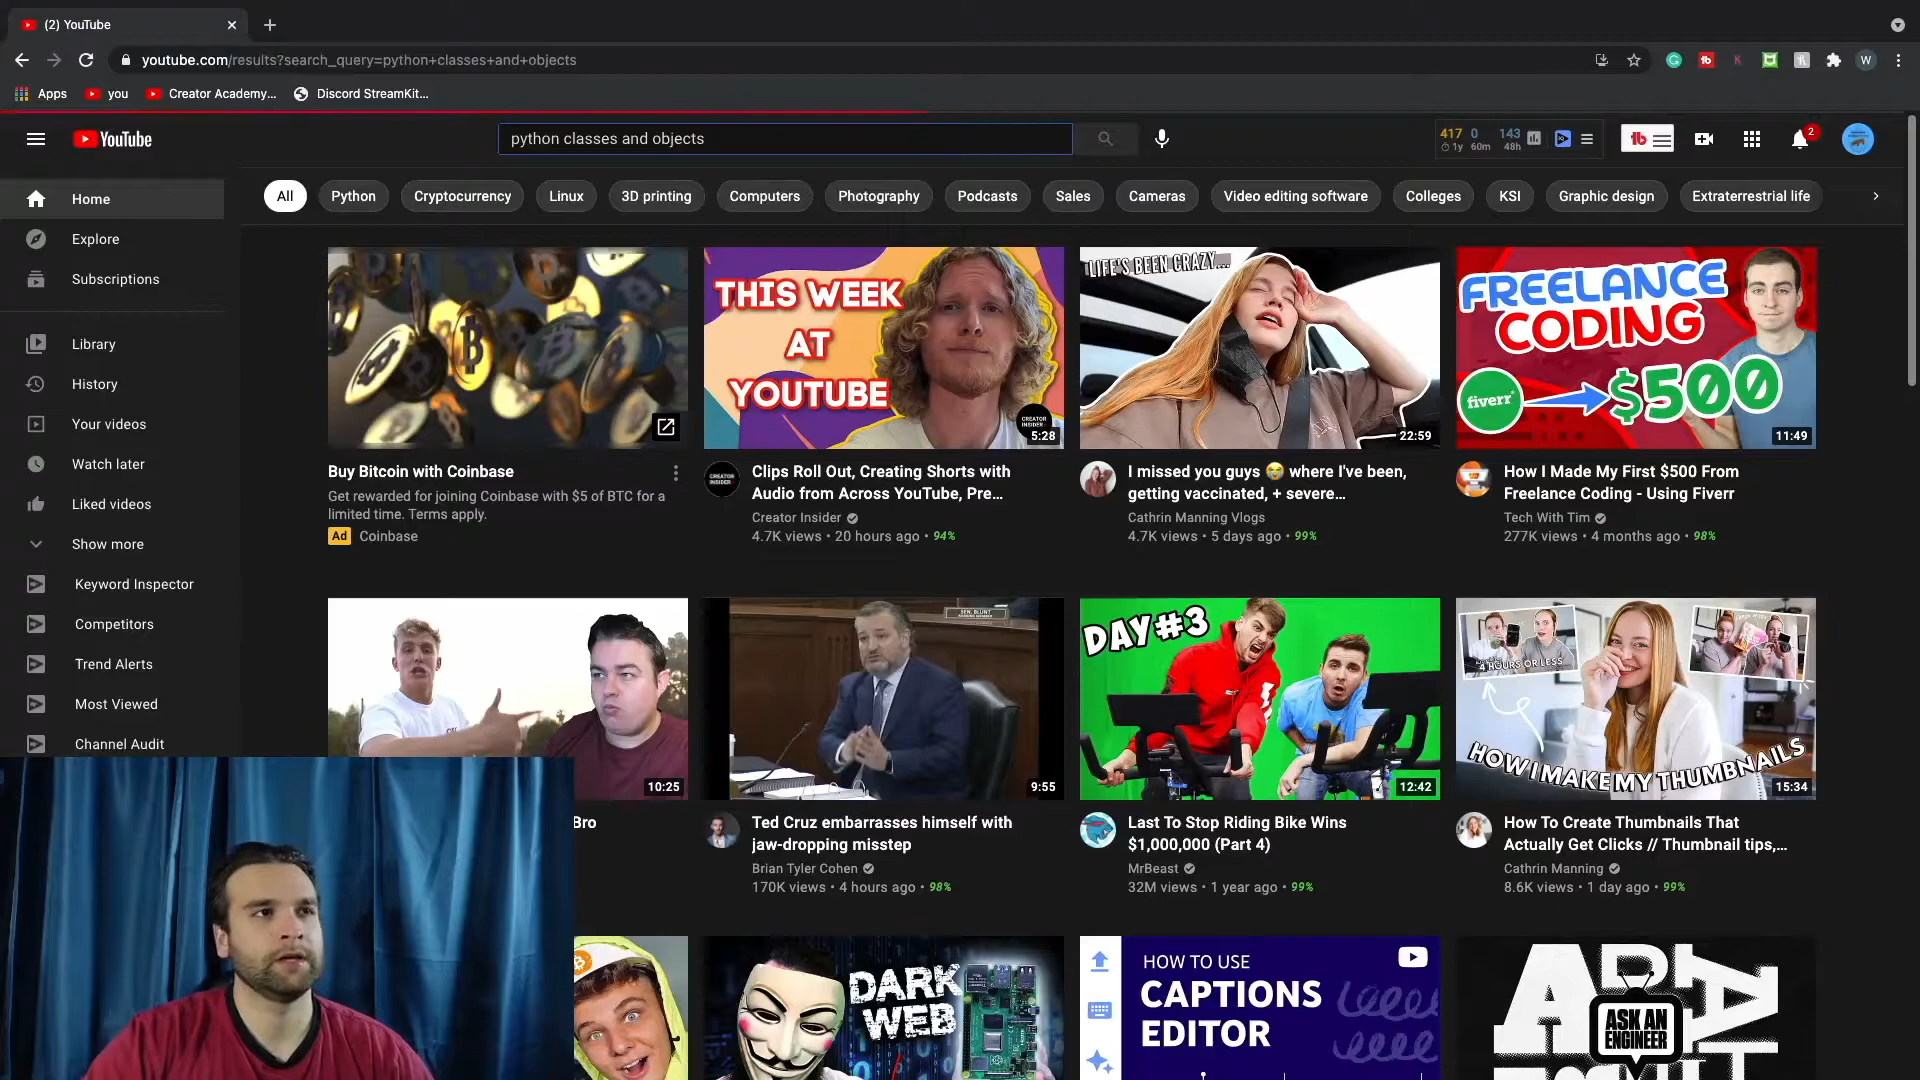 (2) YouTube
youtube.com/results?search_query=python+classes+and+objects
W
Apps
you
Creator Academy...
Discord StreamKit...
YouTube
python classes and objects
417 0 143
1y 60m 48h
tb
2
Home
Explore
Subscriptions
Library
History
Your videos
Watch later
Liked videos
Show more
Keyword Inspector
Competitors
Trend Alerts
Most Viewed
Channel Audit
All
Python
Cryptocurrency
Linux
3D printing
Computers
Photography
Podcasts
Sales
Cameras
Video editing software
Colleges
KSI
Graphic design
Extraterrestrial life
Buy Bitcoin with Coinbase
Get rewarded for joining Coinbase with $5 of BTC for a
limited time. Terms apply.
Ad Coinbase
THIS WEEK
AT
YOUTUBE
CREATOR
INSIDER
5:28
Clips Roll Out, Creating Shorts with
Audio from Across YouTube, Pre...
Creator Insider
4.7K views • 20 hours ago • 94%
LIFE'S BEEN CRAZY...
22:59
I missed you guys 😭 where I've been,
getting vaccinated, + severe...
Cathrin Manning Vlogs
4.7K views • 5 days ago • 99%
FREELANCE
CODING
fiverr
$500
11:49
How I Made My First $500 From
Freelance Coding - Using Fiverr
Tech With Tim
277K views • 4 months ago • 98%
10:25
Bro
SEN. BLUNT
9:55
Ted Cruz embarrasses himself with
jaw-dropping misstep
Brian Tyler Cohen
170K views • 4 hours ago • 98%
DAY#3
12:42
Last To Stop Riding Bike Wins
$1,000,000 (Part 4)
MrBeast
32M views • 1 year ago • 99%
4 HOURS OR LESS
HOW I MAKE MY THUMBNAILS
15:34
How To Create Thumbnails That
Actually Get Clicks // Thumbnail tips,...
Cathrin Manning
8.6K views • 1 day ago • 99%
DARK
WEB
HOW TO USE
CAPTIONS
EDITOR
ASK AN
ENGINEER